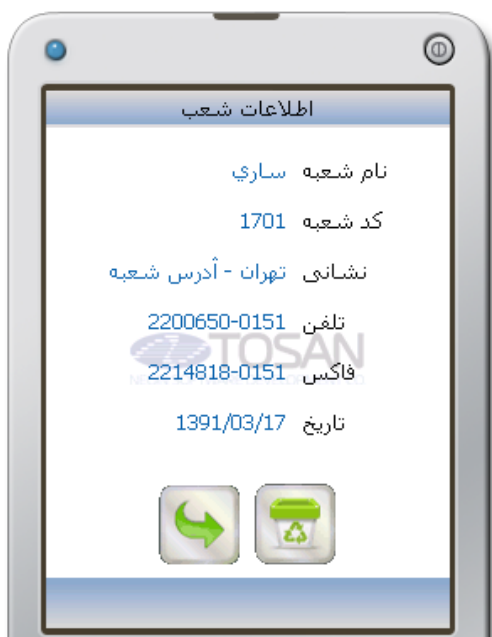 اطلاعات شعب
نام شعبه ساري
کد شعبه 1701
نشانی تهران - آدرس شعبه
تلفن 2200650-0151
TOSAN
فاکس 2214818-0151
تاریخ 1391/03/17